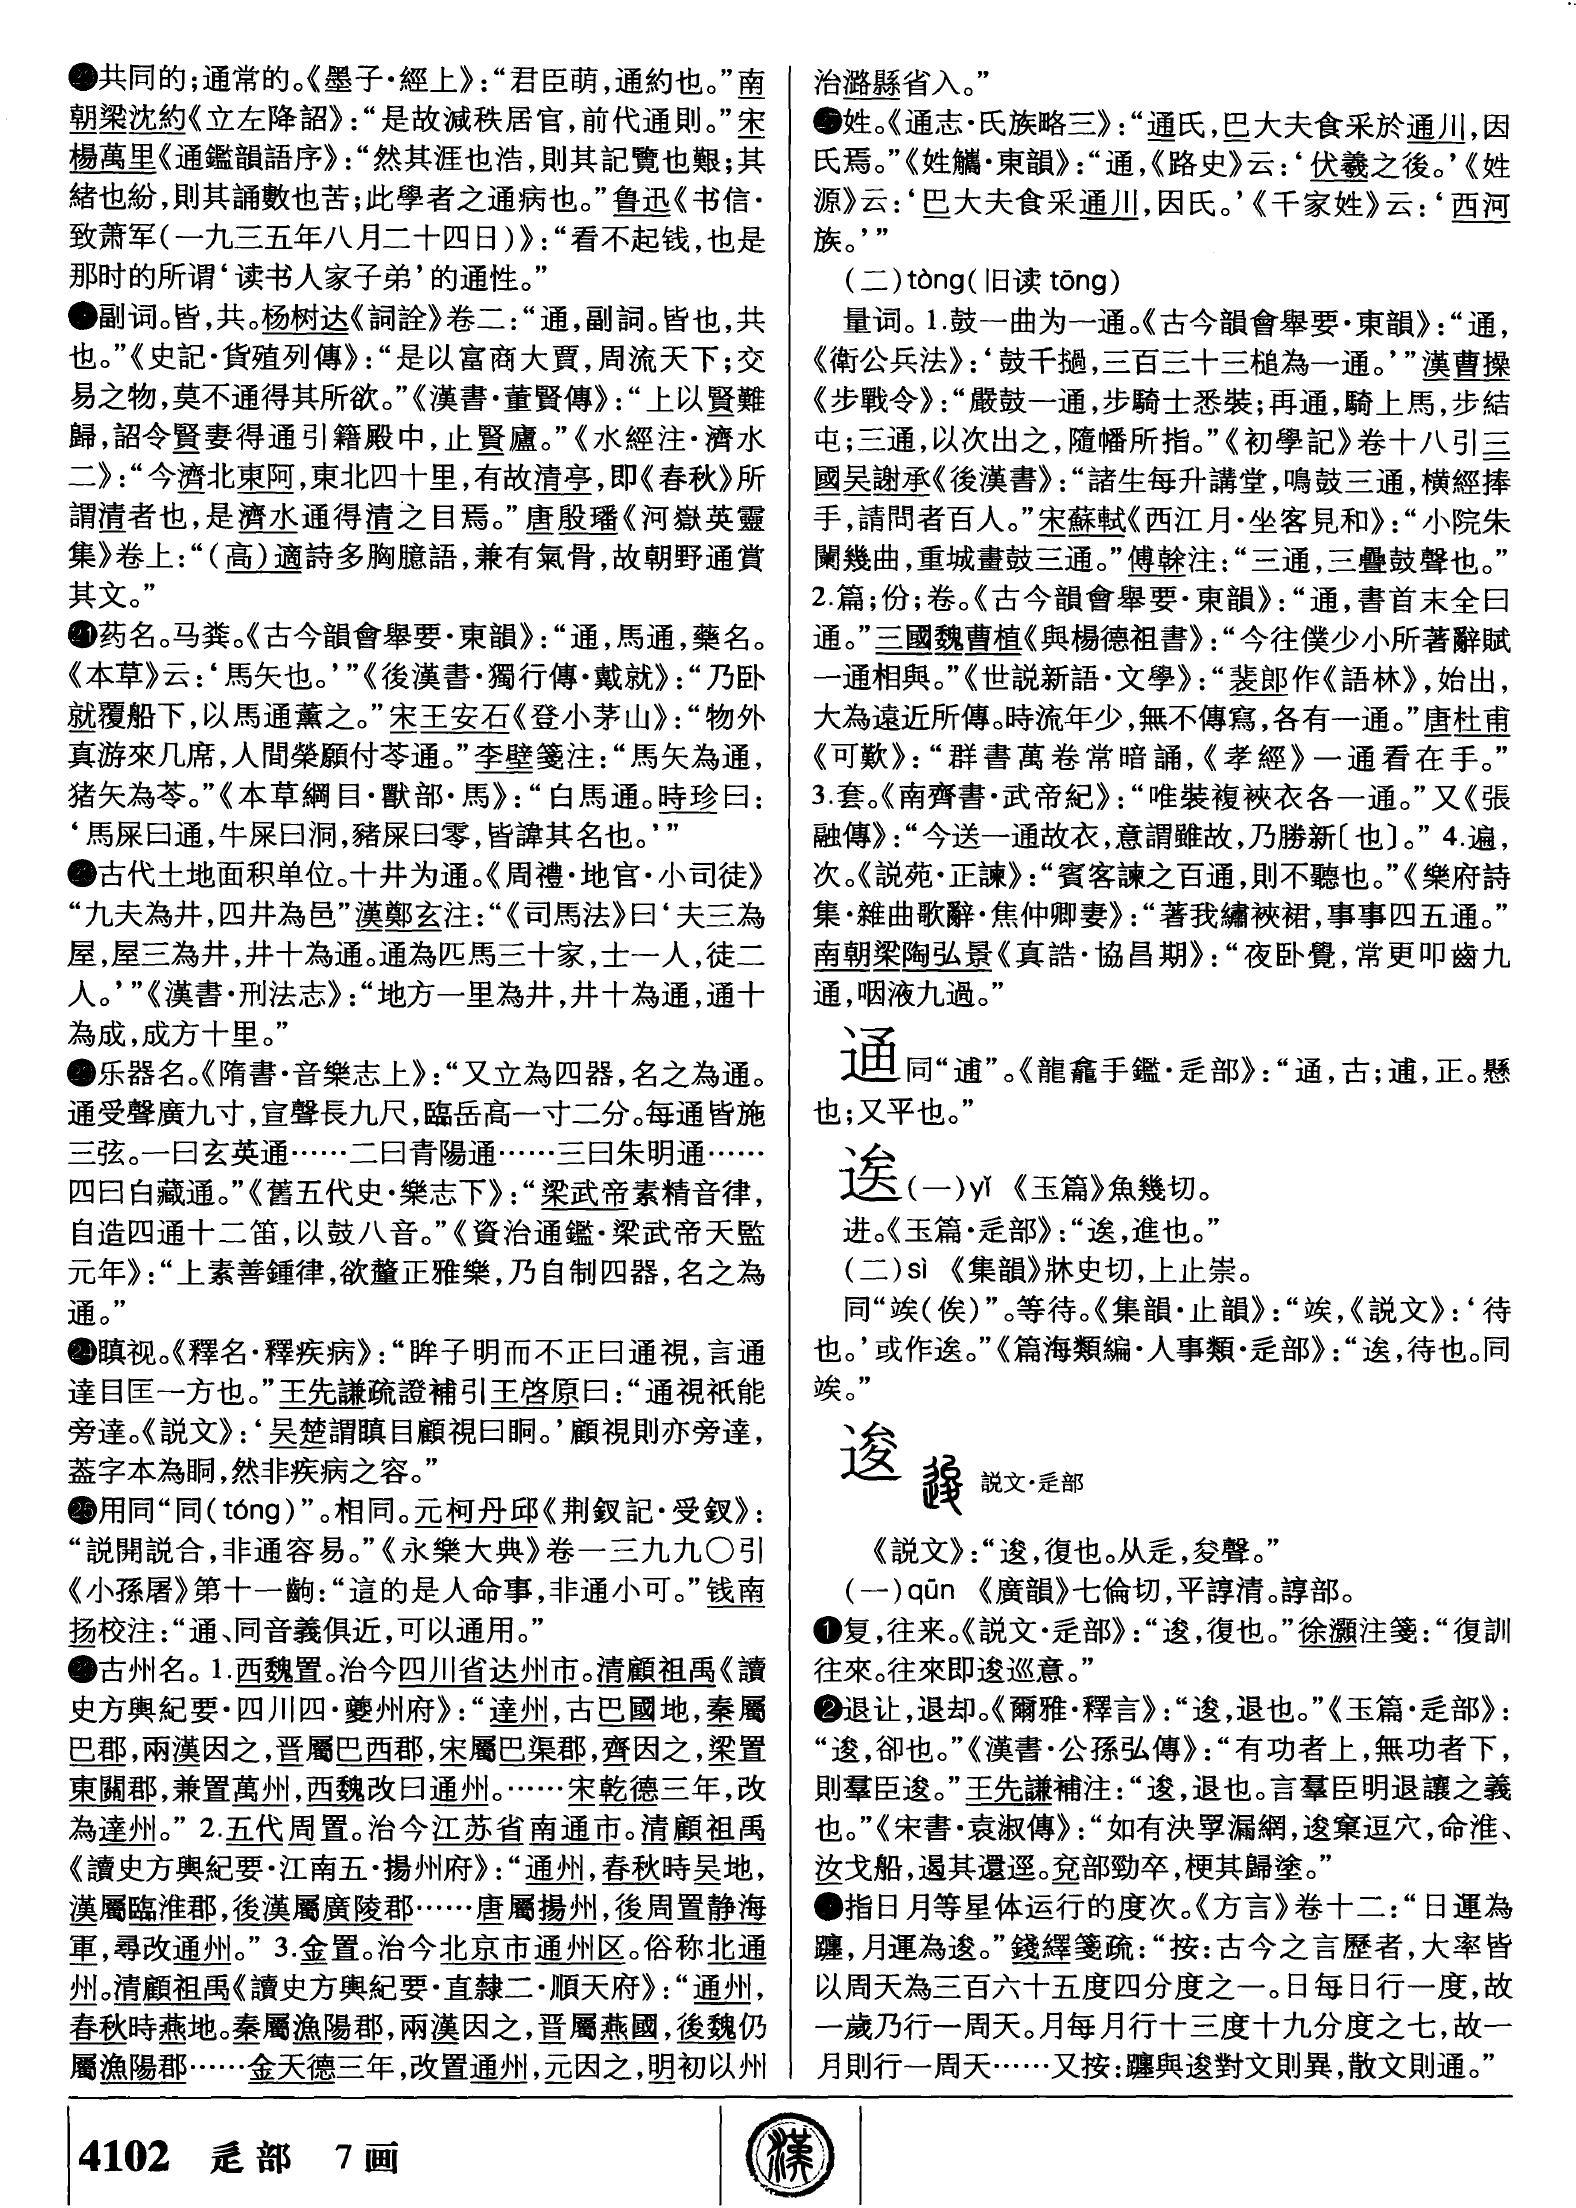 共同的；通常的。《墨子·經上》：“君臣萌，通約也。”南
朝梁沈約《立左降詔》：“是故減秩居官，前代通則。”宋
楊萬里《通鑑韻語序》：“然其涯也浩，則其記覽也艱；其
緒也紛，則其誦數也苦；此學者之通病也。”鲁迅《书信·
致萧军（一九三五年八月二十四日）》：“看不起钱，也是
那时的所谓‘读书人家子弟’的通性。”
副词。皆，共。杨树达《詞詮》卷二：“通，副詞。皆也，共
也。”《史記·貨殖列傳》：“是以富商大賈，周流天下；交
易之物，莫不通得其所欲。”《漢書·董賢傳》：“上以賢難
歸，詔令賢妻得通引籍殿中，止賢廬。”《水經注·濟水
二》：“今濟北東阿，東北四十里，有故清亭，即《春秋》所
謂清者也，是濟水通得清之目焉。”唐殷璠《河嶽英靈
集》卷上：“（高）適詩多胸臆語，兼有氣骨，故朝野通賞
其文。”
㉑药名。马粪。《古今韻會舉要·東韻》：“通，馬通，藥名。
《本草》云：‘馬矢也。’”《後漢書·獨行傳·戴就》：“乃卧
就覆船下，以馬通薰之。”宋王安石《登小茅山》：“物外
真游來几席，人間榮願付苓通。”李壁箋注：“馬矢為通，
猪矢為苓。”《本草綱目·獸部·馬》：“白馬通。時珍曰：
‘馬屎曰通，牛屎曰洞，豬屎曰零，皆諱其名也。’”
古代土地面积单位。十井为通。《周禮·地官·小司徒》
“九夫為井，四井為邑”漢鄭玄注：“《司馬法》曰‘夫三為
屋，屋三為井，井十為通。通為匹馬三十家，士一人，徒二
人。’”《漢書·刑法志》：“地方一里為井，井十為通，通十
為成，成方十里。”
乐器名。《隋書·音樂志上》：“又立為四器，名之為通。
通受聲廣九寸，宣聲長九尺，臨岳高一寸二分。每通皆施
三弦。一曰玄英通……二曰青陽通……三曰朱明通……
四曰白藏通。”《舊五代史·樂志下》：“梁武帝素精音律，
自造四通十二笛，以鼓八音。”《資治通鑑·梁武帝天監
元年》：“上素善鍾律，欲釐正雅樂，乃自制四器，名之為
通。”
㉔瞋视。《釋名·釋疾病》：“眸子明而不正曰通視，言通
達目匡一方也。”王先謙疏證補引王啓原曰：“通視衹能
旁達。《説文》：‘吴楚謂瞋目顧視曰眮。’顧視則亦旁達，
葢字本為眮，然非疾病之容。”
㉕用同“同（tóng）”。相同。元柯丹邱《荆釵記·受釵》：
“説開説合，非通容易。”《永樂大典》卷一三九九〇引
《小孫屠》第十一齣：“這的是人命事，非通小可。”钱南
扬校注：“通、同音義俱近，可以通用。”
古州名。1.西魏置。治今四川省达州市。清顧祖禹《讀
史方輿紀要·四川四·夔州府》：“達州，古巴國地，秦屬
巴郡，兩漢因之，晋屬巴西郡，宋屬巴渠郡，齊因之，梁置
東關郡，兼置萬州，西魏改曰通州。……宋乾德三年，改
為達州。”2.五代周置。治今江苏省南通市。清顧祖禹
《讀史方輿紀要·江南五·揚州府》：“通州，春秋時吴地，
漢屬臨淮郡，後漢屬廣陵郡……唐屬揚州，後周置静海
軍，尋改通州。”3.金置。治今北京市通州区。俗称北通
州。清顧祖禹《讀史方輿紀要·直隸二·順天府》：“通州，
春秋時燕地。秦屬漁陽郡，兩漢因之，晋屬燕國，後魏仍
屬漁陽郡……金天德三年，改置通州，元因之，明初以州
治潞縣省入。”
姓。《通志·氏族略三》：“通氏，巴大夫食采於通川，因
氏焉。”《姓觿·東韻》：“通，《路史》云：‘伏羲之後。’《姓
源》云：‘巴大夫食采通川，因氏。’《千家姓》云：‘西河
族。’”
（二）tòng（旧读 tōng）
量词。1.鼓一曲为一通。《古今韻會舉要·東韻》：“通，
《衛公兵法》：‘鼓千撾，三百三十三槌為一通。’”漢曹操
《步戰令》：“嚴鼓一通，步騎士悉裝；再通，騎上馬，步結
屯；三通，以次出之，隨幡所指。”《初學記》卷十八引三
國吴謝承《後漢書》：“諸生每升講堂，鳴鼓三通，横經捧
手，請問者百人。”宋蘇軾《西江月·坐客見和》：“小院朱
闌幾曲，重城畫鼓三通。”傅榦注：“三通，三疊鼓聲也。”
2.篇；份；卷。《古今韻會舉要·東韻》：“通，書首末全曰
通。”三國魏曹植《與楊德祖書》：“今往僕少小所著辭賦
一通相與。”《世説新語·文學》：“裴郎作《語林》，始出，
大為遠近所傳。時流年少，無不傳寫，各有一通。”唐杜甫
《可歎》：“群書萬卷常暗誦，《孝經》一通看在手。”
3.套。《南齊書·武帝紀》：“唯裝複裌衣各一通。”又《張
融傳》：“今送一通故衣，意謂雖故，乃勝新〔也〕。”4.遍，
次。《説苑·正諫》：“賓客諫之百通，則不聽也。”《樂府詩
集·雜曲歌辭·焦仲卿妻》：“著我繡裌裙，事事四五通。”
南朝梁陶弘景《真誥·協昌期》：“夜卧覺，常更叩齒九
通，咽液九過。”
同“逋”。《龍龕手鑑·辵部》：“，古；逋，正。懸
也；又平也。”
逘（一）yǐ 《玉篇》魚幾切。
进。《玉篇·辵部》：“逘，進也。”
（二）sì 《集韻》牀史切，上止崇。
同“竢（俟）”。等待。《集韻·止韻》：“竢，《説文》：‘待
也。’或作逘。”《篇海類編·人事類·辵部》：“逘，待也。同
竢。”
逡 説文·辵部
《説文》：“逡，復也。从辵，夋聲。”
（一）qūn 《廣韻》七倫切，平諄清。諄部。
❶复，往来。《説文·辵部》：“逡，復也。”徐灝注箋：“復訓
往來。往來即逡巡意。”
❷退让，退却。《爾雅·釋言》：“逡，退也。”《玉篇·辵部》：
“逡，卻也。”《漢書·公孫弘傳》：“有功者上，無功者下，
則羣臣逡。”王先謙補注：“逡，退也。言羣臣明退讓之義
也。”《宋書·袁淑傳》：“如有決罦漏網，逡窠逗穴，命淮、
汝戈船，遏其還逕。兗部勁卒，梗其歸塗。”
指日月等星体运行的度次。《方言》卷十二：“日運為
躔，月運為逡。”錢繹箋疏：“按：古今之言歷者，大率皆
以周天為三百六十五度四分度之一。日每日行一度，故
一歲乃行一周天。月每月行十三度十九分度之七，故一
月則行一周天……又按：躔與逡對文則異，散文則通。”
4102 辵部 7画
漢